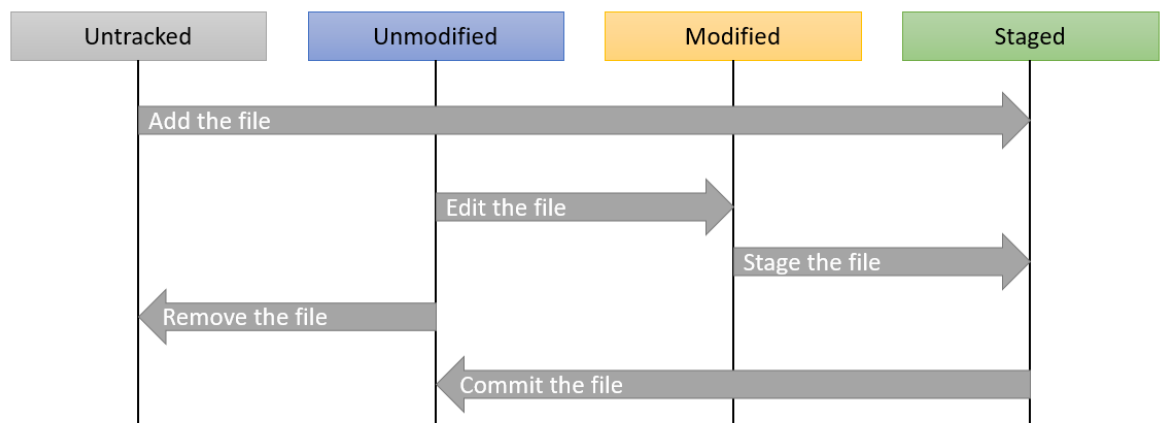 Untracked
Unmodified
Modified
Staged
Add the file
Edit the file
Stage the file
Remove the file
Commit the file